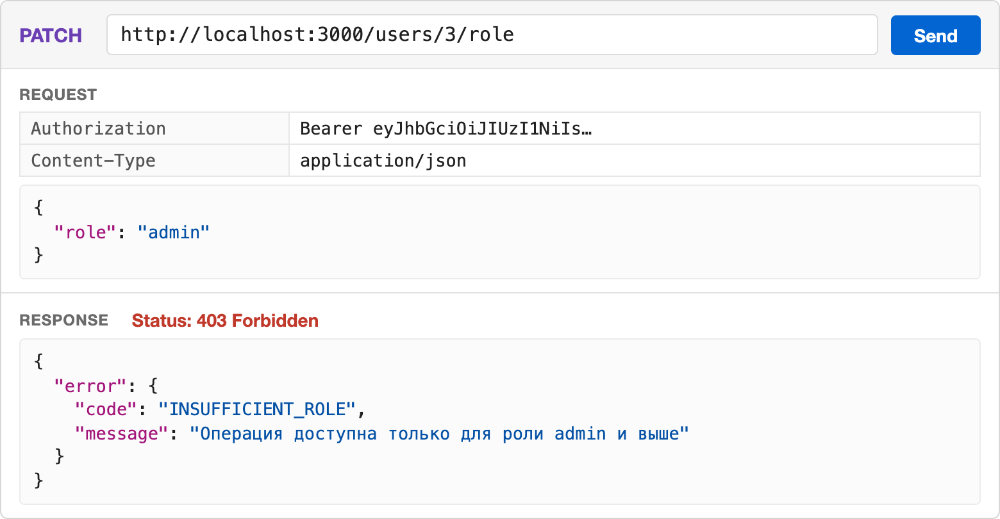 PATCH http://localhost:3000/users/3/role Send
REQUEST
Authorization Bearer eyJhbGciOiJIUzI1NiIs…
Content-Type application/json
{
  "role": "admin"
}
RESPONSE Status: 403 Forbidden
{
  "error": {
    "code": "INSUFFICIENT_ROLE",
    "message": "Операция доступна только для роли admin и выше"
  }
}